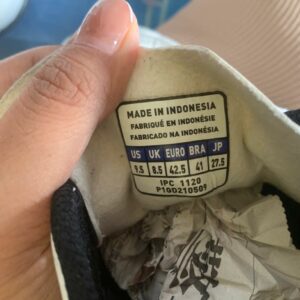 MADE IN INDONESIA
FABRIQUÉ EN INDONÉSIE
FABRICADO NA INDONÉSIA
US UK EURO BRA JP
9.5 8.5 42.5 41 27.5
IPC 1120
P100210509